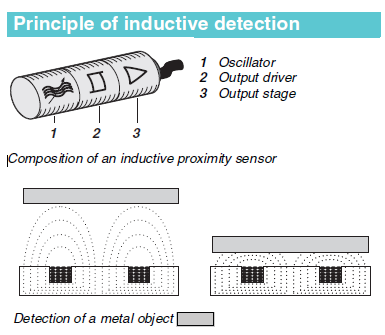 Principle of inductive detection
1 Oscillator
2 Output driver
3 Output stage
1 2 3
Composition of an inductive proximity sensor
Detection of a metal object